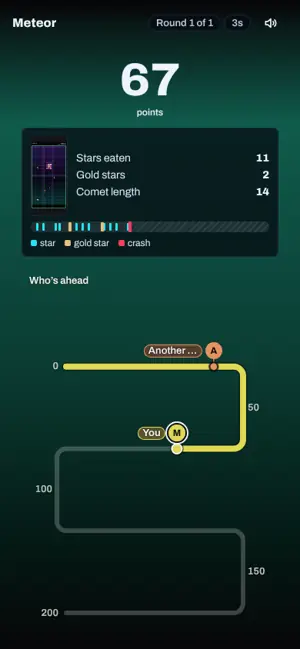 Meteor
Round 1 of 1
3s
67
points
Stars eaten 11
Gold stars 2
Comet length 14
star
gold star
crash
Who's ahead
Another ...
A
0
50
You
M
100
150
200